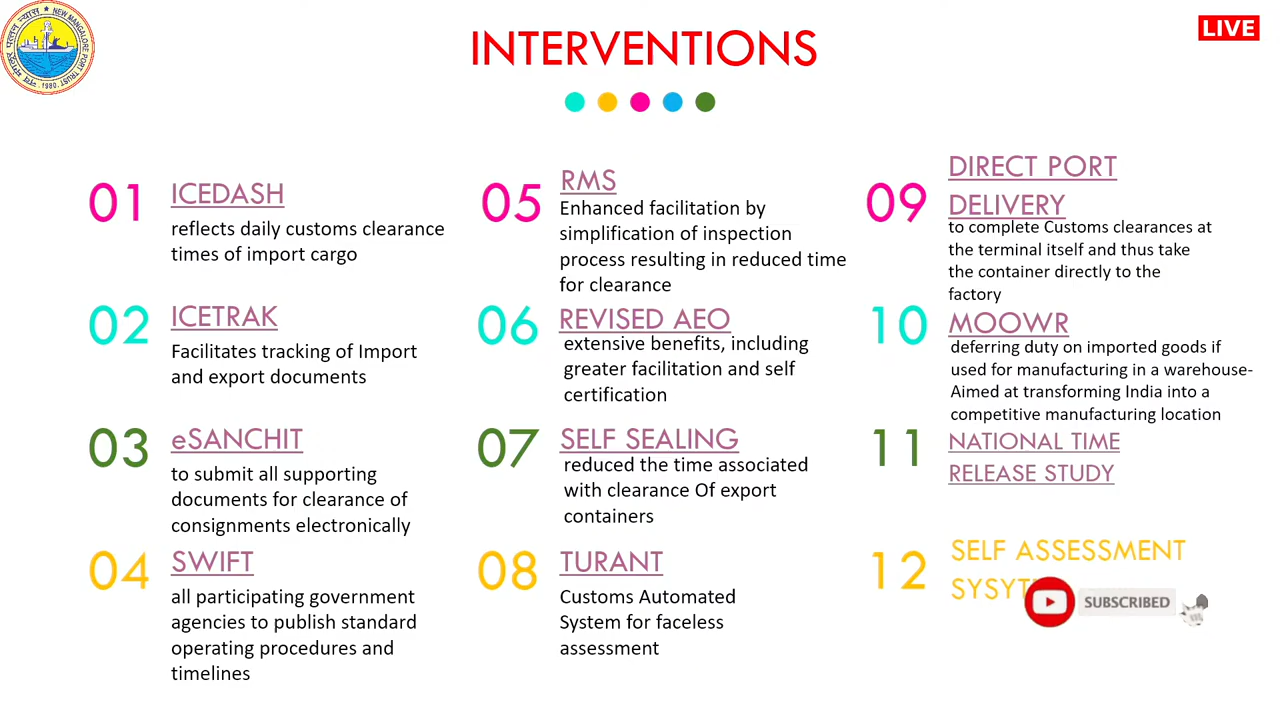 NEW MANGALORE PORT TRUST
1980
LIVE
INTERVENTIONS
01 ICEDASH
reflects daily customs clearance
times of import cargo
02 ICETRAK
Facilitates tracking of Import
and export documents
03 eSANCHIT
to submit all supporting
documents for clearance of
consignments electronically
04 SWIFT
all participating government
agencies to publish standard
operating procedures and
timelines
05 RMS
Enhanced facilitation by
simplification of inspection
process resulting in reduced time
for clearance
06 REVISED AEO
extensive benefits, including
greater facilitation and self
certification
07 SELF SEALING
reduced the time associated
with clearance Of export
containers
08 TURANT
Customs Automated
System for faceless
assessment
09 DIRECT PORT
DELIVERY
to complete Customs clearances at
the terminal itself and thus take
the container directly to the
factory
10 MOOWR
deferring duty on imported goods if
used for manufacturing in a warehouse-
Aimed at transforming India into a
competitive manufacturing location
11 NATIONAL TIME
RELEASE STUDY
12 SELF ASSESSMENT
SUBSCRIBED